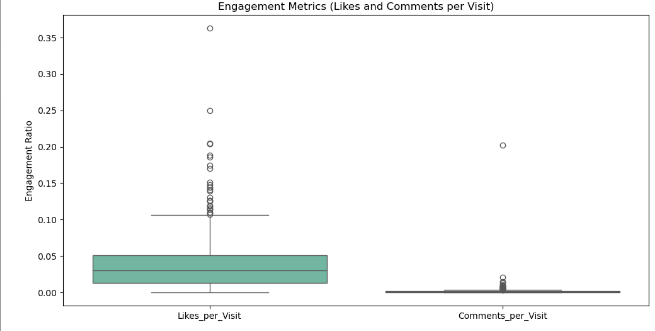 Engagement Metrics (Likes and Comments per Visit)
0.35
0.30
0.25
0.20
0.15
0.10
0.05
0.00
Engagement Ratio
Likes_per_Visit
Comments_per_Visit